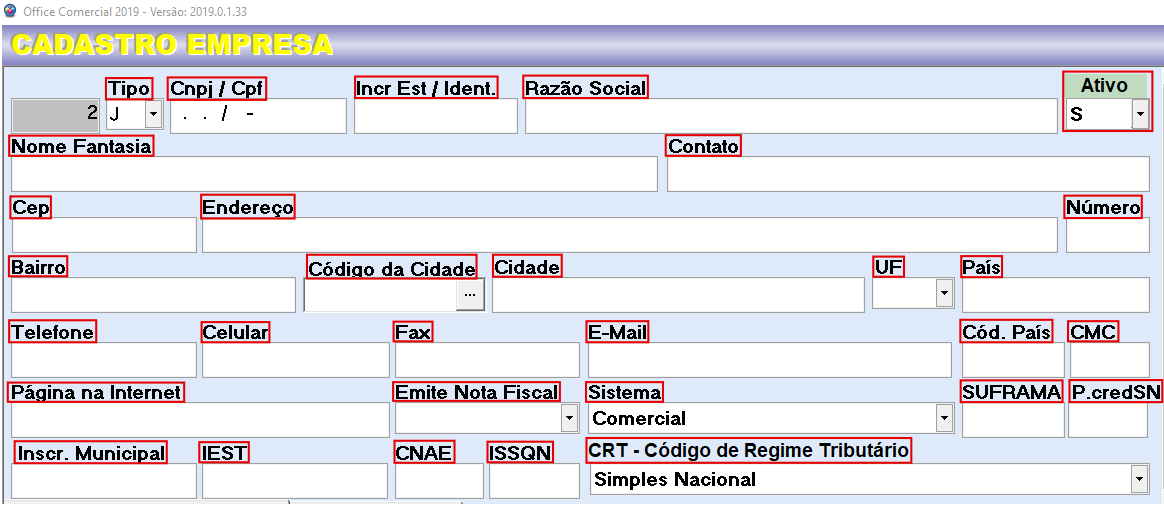 Office Comercial 2019 - Versão: 2019.0.1.33
CADASTRO EMPRESA
Tipo Cnpj / Cpf Incr Est / Ident. Razão Social Ativo
2 J . . / - S
Nome Fantasia Contato
Cep Endereço Número
Bairro Código da Cidade Cidade UF País
...
Telefone Celular Fax E-Mail Cód. País CMC
Página na Internet Emite Nota Fiscal Sistema SUFRAMA P.credSN
Comercial
Inscr. Municipal IEST CNAE ISSQN CRT - Código de Regime Tributário
Simples Nacional